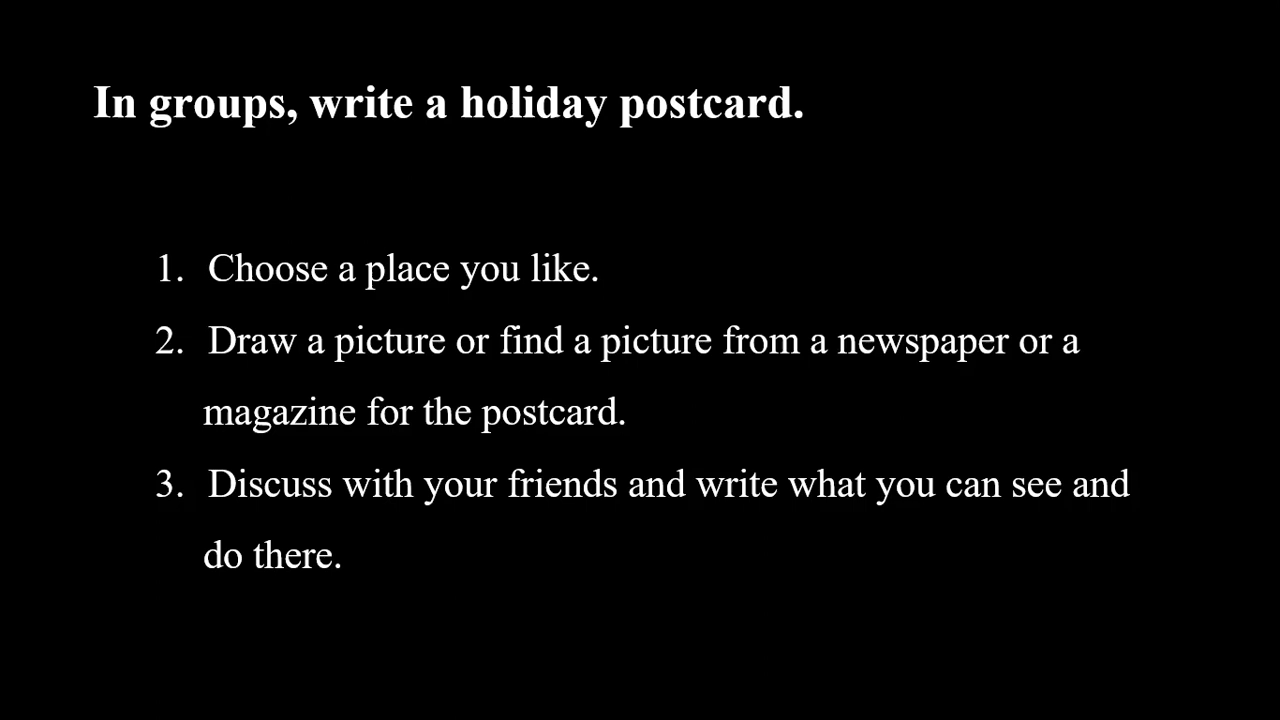 In groups, write a holiday postcard.
1. Choose a place you like.
2. Draw a picture or find a picture from a newspaper or a
magazine for the postcard.
3. Discuss with your friends and write what you can see and
do there.